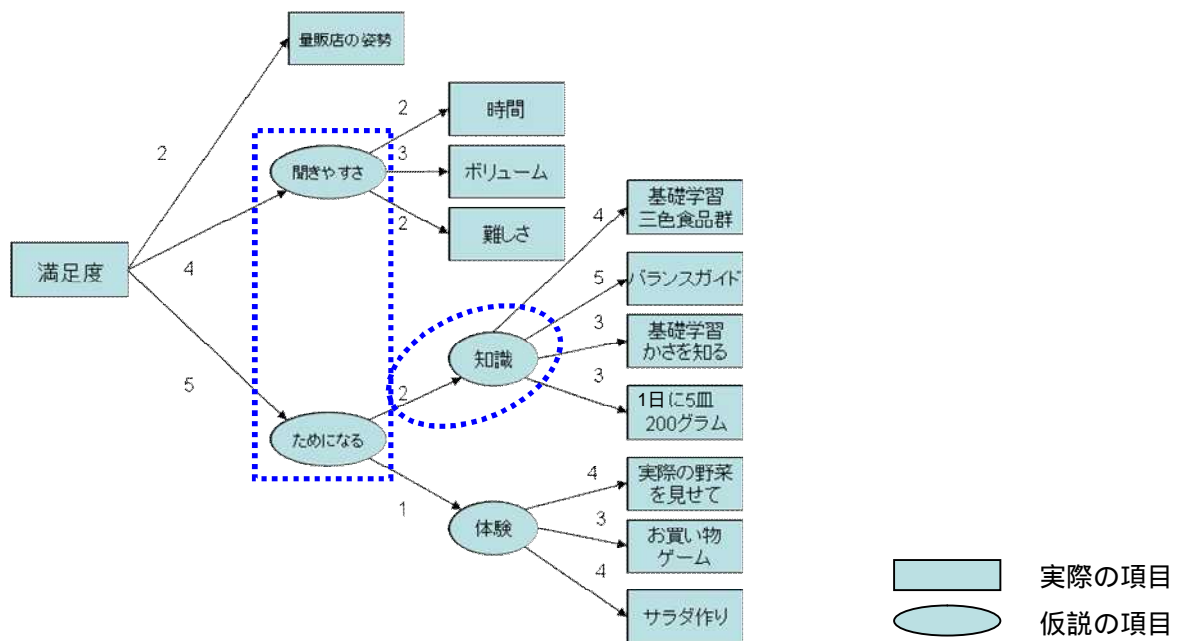 量販店の姿勢
2
時間
2
聞きやすさ
3
ボリューム
2
難しさ
満足度
4
5
基礎学習
三色食品群
4
バランスガイド
5
知識
2
基礎学習
かさを知る
3
1日に5皿
200グラム
3
ためになる
1
体験
実際の野菜
を見せて
4
お買い物
ゲーム
3
サラダ作り
4
実際の項目
仮説の項目